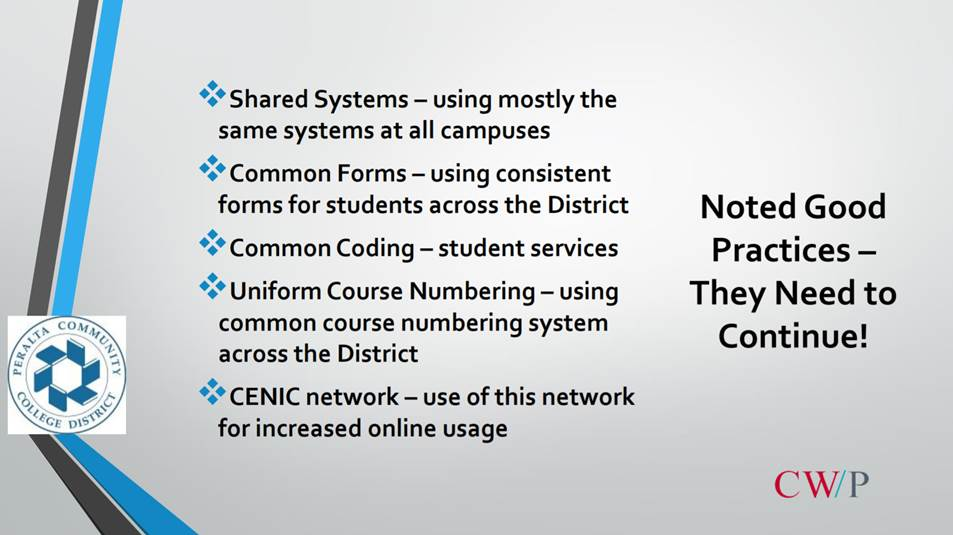 Shared Systems – using mostly the
same systems at all campuses
Common Forms – using consistent
forms for students across the District
Common Coding – student services
Uniform Course Numbering – using
common course numbering system
across the District
CENIC network – use of this network
for increased online usage
Noted Good
Practices –
They Need to
Continue!
PERALTA COMMUNITY
COLLEGE DISTRICT
CW/P